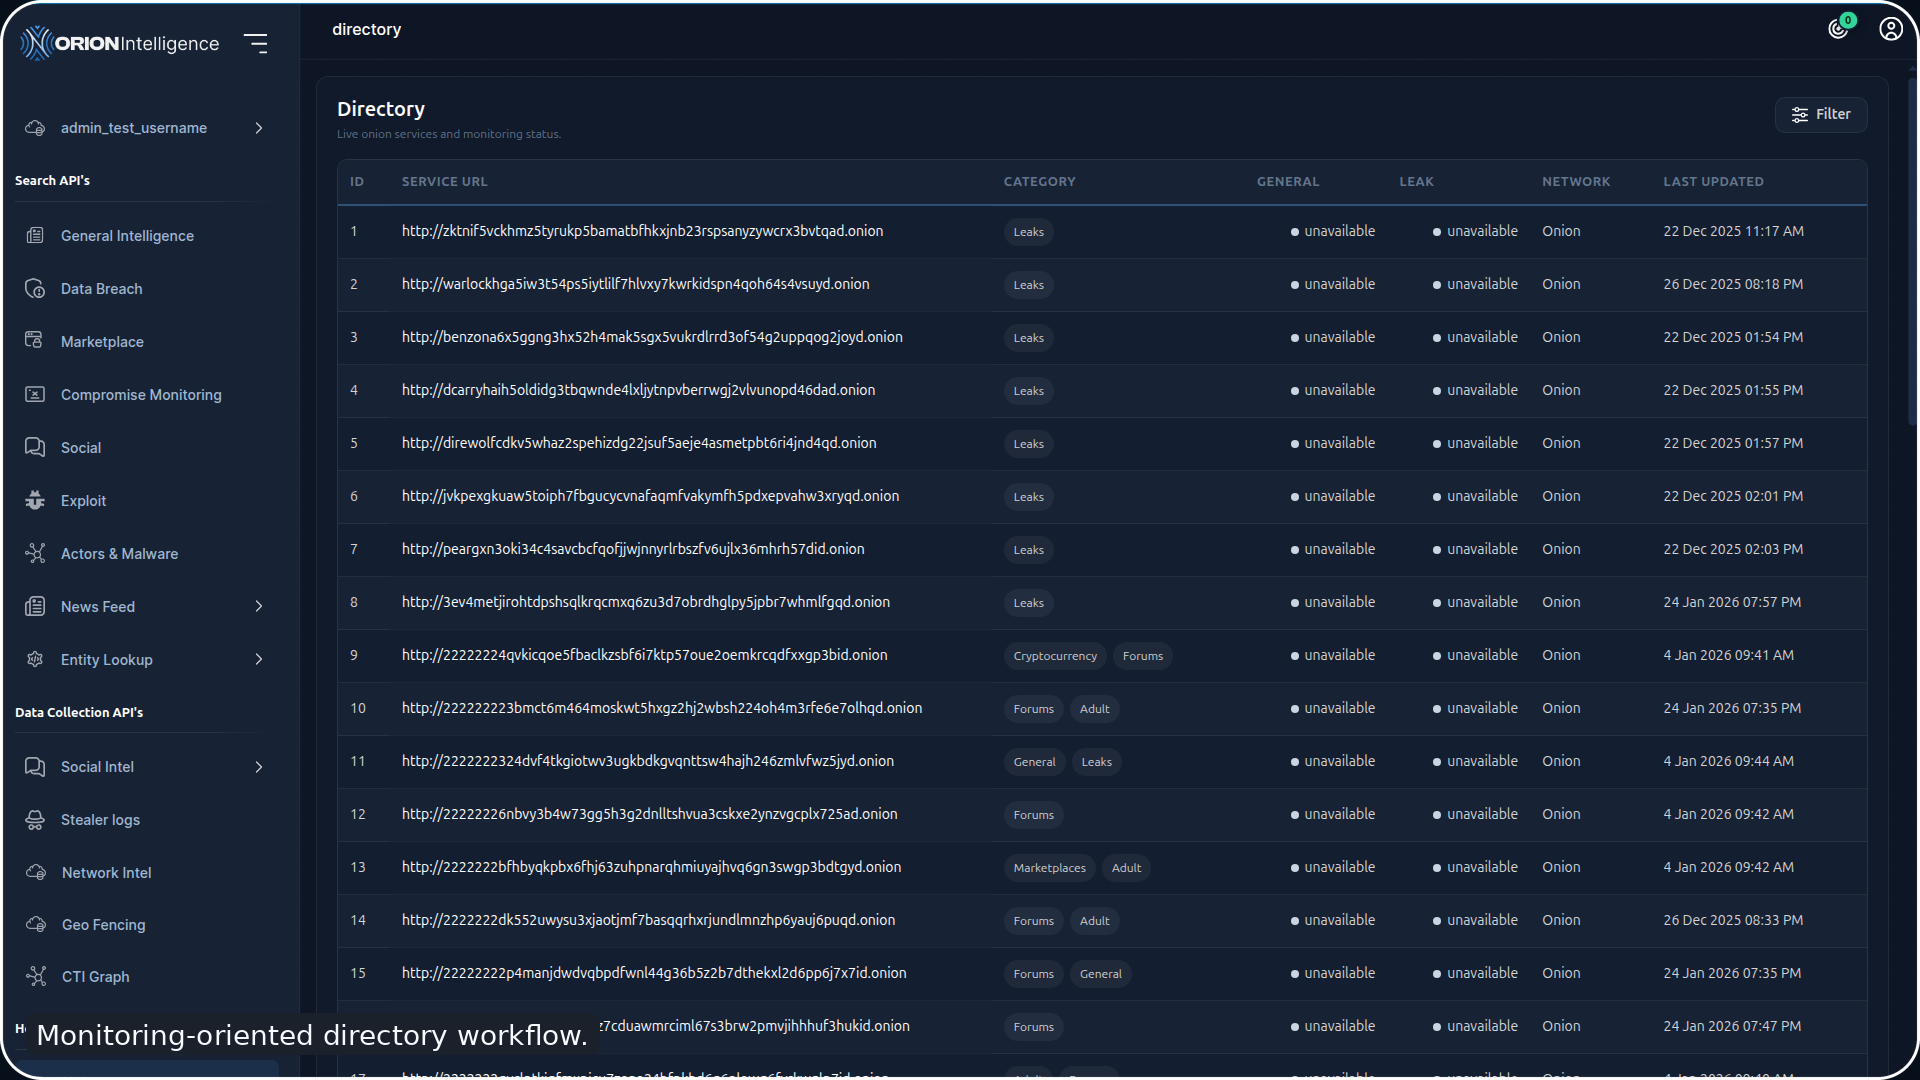 ORIONIntelligence
directory
0
admin_test_username
Search API's
General Intelligence
Data Breach
Marketplace
Compromise Monitoring
Social
Exploit
Actors & Malware
News Feed
Entity Lookup
Data Collection API's
Social Intel
Stealer logs
Network Intel
Geo Fencing
CTI Graph
Directory
Live onion services and monitoring status.
Filter
ID SERVICE URL CATEGORY GENERAL LEAK NETWORK LAST UPDATED
1 http://zktnif5vckhmz5tyrukp5bamatbfhkxjnb23rspsanyzywcrx3bvtqad.onion Leaks unavailable unavailable Onion 22 Dec 2025 11:17 AM
2 http://warlockhga5iw3t54ps5iytlilf7hlvxy7kwrkidspn4qoh64s4vsuyd.onion Leaks unavailable unavailable Onion 26 Dec 2025 08:18 PM
3 http://benzona6x5ggng3hx52h4mak5sgx5vukrdlrrd3of54g2uppqog2joyd.onion Leaks unavailable unavailable Onion 22 Dec 2025 01:54 PM
4 http://dcarryhaih5oldidg3tbqwnde4lxljytnpvberrwgj2vlvunopd46dad.onion Leaks unavailable unavailable Onion 22 Dec 2025 01:55 PM
5 http://direwolfcdkv5whaz2spehizdg22jsuf5aeje4asmetpbt6ri4jnd4qd.onion Leaks unavailable unavailable Onion 22 Dec 2025 01:57 PM
6 http://jvkpexgkuaw5toiph7fbgucycvnafaqmfvakymfh5pdxepvahw3xryqd.onion Leaks unavailable unavailable Onion 22 Dec 2025 02:01 PM
7 http://peargxn3oki34c4savcbcfqofjjwjnnyrlrbszfv6ujlx36mhrh57did.onion Leaks unavailable unavailable Onion 22 Dec 2025 02:03 PM
8 http://3ev4metjirohtdpshsqlkrqcmxq6zu3d7obrdhglpy5jpbr7whmlfgqd.onion Leaks unavailable unavailable Onion 24 Jan 2026 07:57 PM
9 http://22222224qvkicqoe5fbaclkzsbf6i7ktp57oue2oemkrcqdfxxgp3bid.onion Cryptocurrency Forums unavailable unavailable Onion 4 Jan 2026 09:41 AM
10 http://222222223bmct6m464moskwt5hxgz2hj2wbsh224oh4m3rfe6e7olhqd.onion Forums Adult unavailable unavailable Onion 24 Jan 2026 07:35 PM
11 http://2222222324dvf4tkgiotwv3ugkbdkgvqnttsw4hajh246zmlvfwz5jyd.onion General Leaks unavailable unavailable Onion 4 Jan 2026 09:44 AM
12 http://22222226nbvy3b4w73gg5h3g2dnlltshvua3cskxe2ynzvgcplx725ad.onion Forums unavailable unavailable Onion 4 Jan 2026 09:42 AM
13 http://2222222bfhbyqkpbx6fhj63zuhpnarqhmiuyajhvq6gn3swgp3bdtgyd.onion Marketplaces Adult unavailable unavailable Onion 4 Jan 2026 09:42 AM
14 http://2222222dk552uwysu3xjaotjmf7basqqrhxrjundlmnzhp6yauj6puqd.onion Forums Adult unavailable unavailable Onion 26 Dec 2025 08:33 PM
15 http://22222222p4manjdwdvqbpdfwnl44g36b5z2b7dthekxl2d6pp6j7x7id.onion Forums General unavailable unavailable Onion 24 Jan 2026 07:35 PM
z7cduawmrciml67s3brw2pmvjihhhuf3hukid.onion Forums unavailable unavailable Onion 24 Jan 2026 07:47 PM
Monitoring-oriented directory workflow.